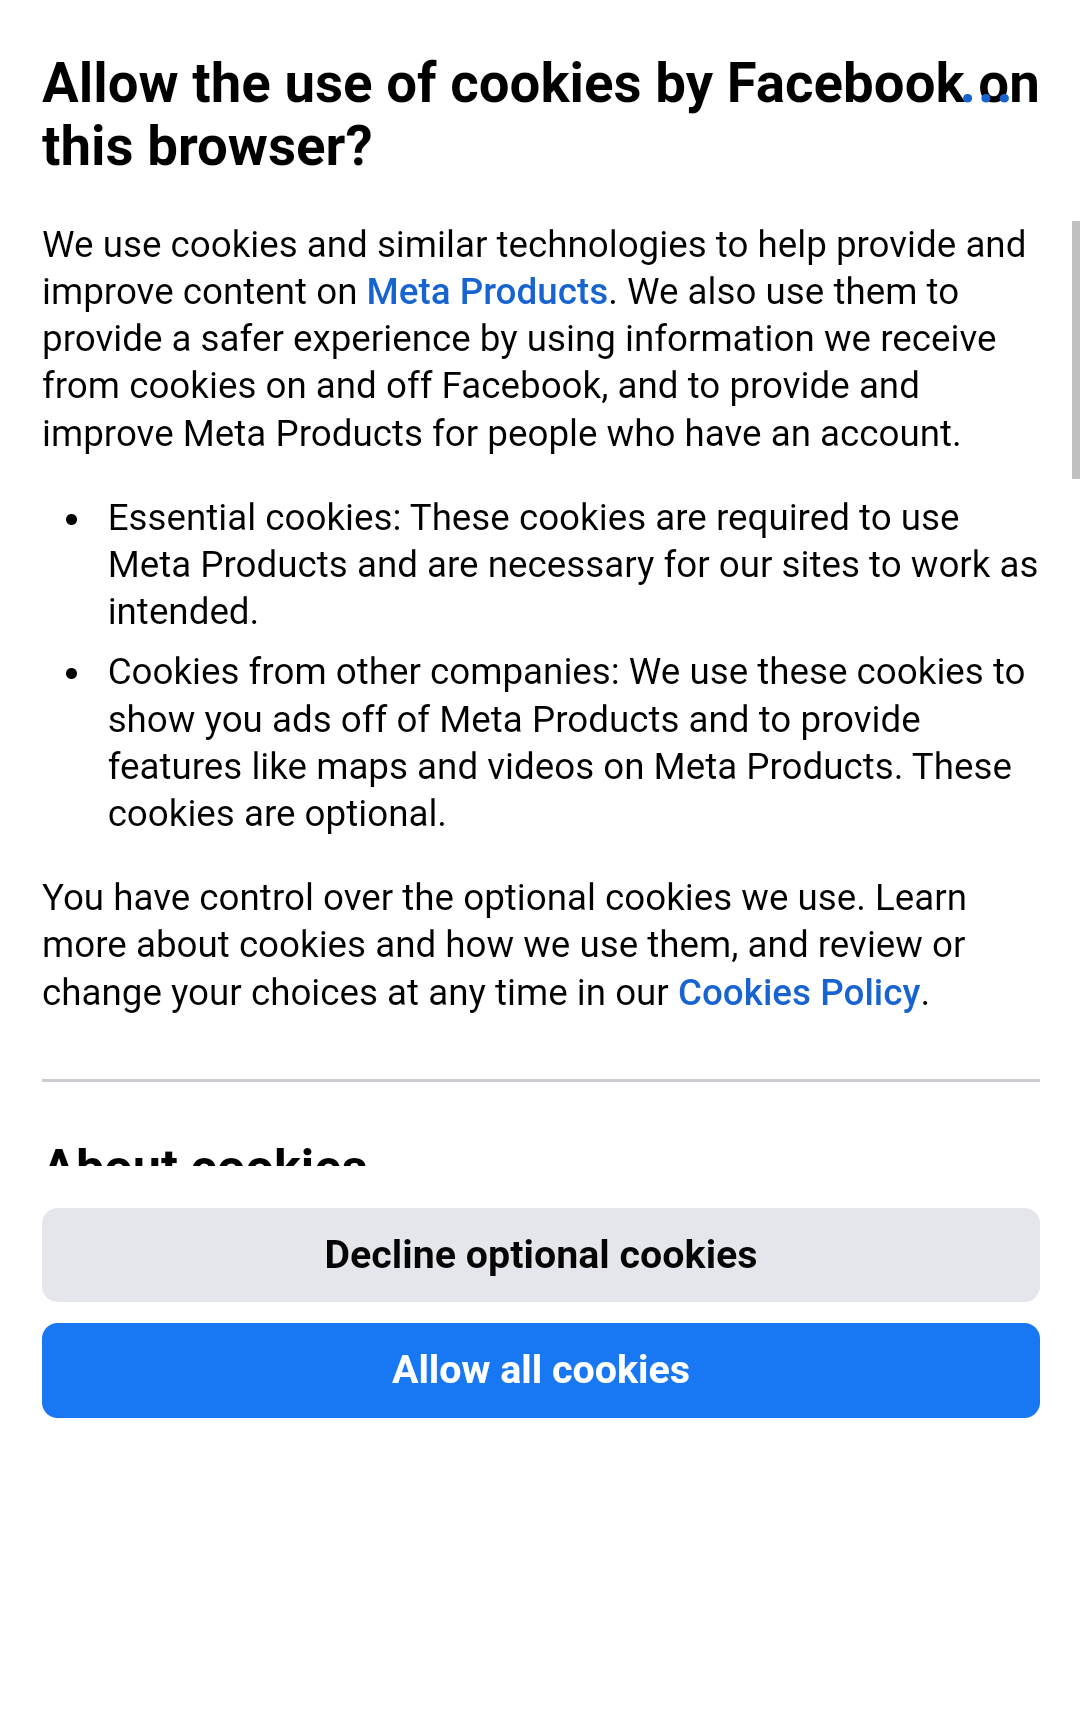 Allow the use of cookies by Facebook on
this browser?
We use cookies and similar technologies to help provide and
improve content on Meta Products. We also use them to
provide a safer experience by using information we receive
from cookies on and off Facebook, and to provide and
improve Meta Products for people who have an account.
• Essential cookies: These cookies are required to use
Meta Products and are necessary for our sites to work as
intended.
• Cookies from other companies: We use these cookies to
show you ads off of Meta Products and to provide
features like maps and videos on Meta Products. These
cookies are optional.
You have control over the optional cookies we use. Learn
more about cookies and how we use them, and review or
change your choices at any time in our Cookies Policy.
About cookies
Decline optional cookies
Allow all cookies